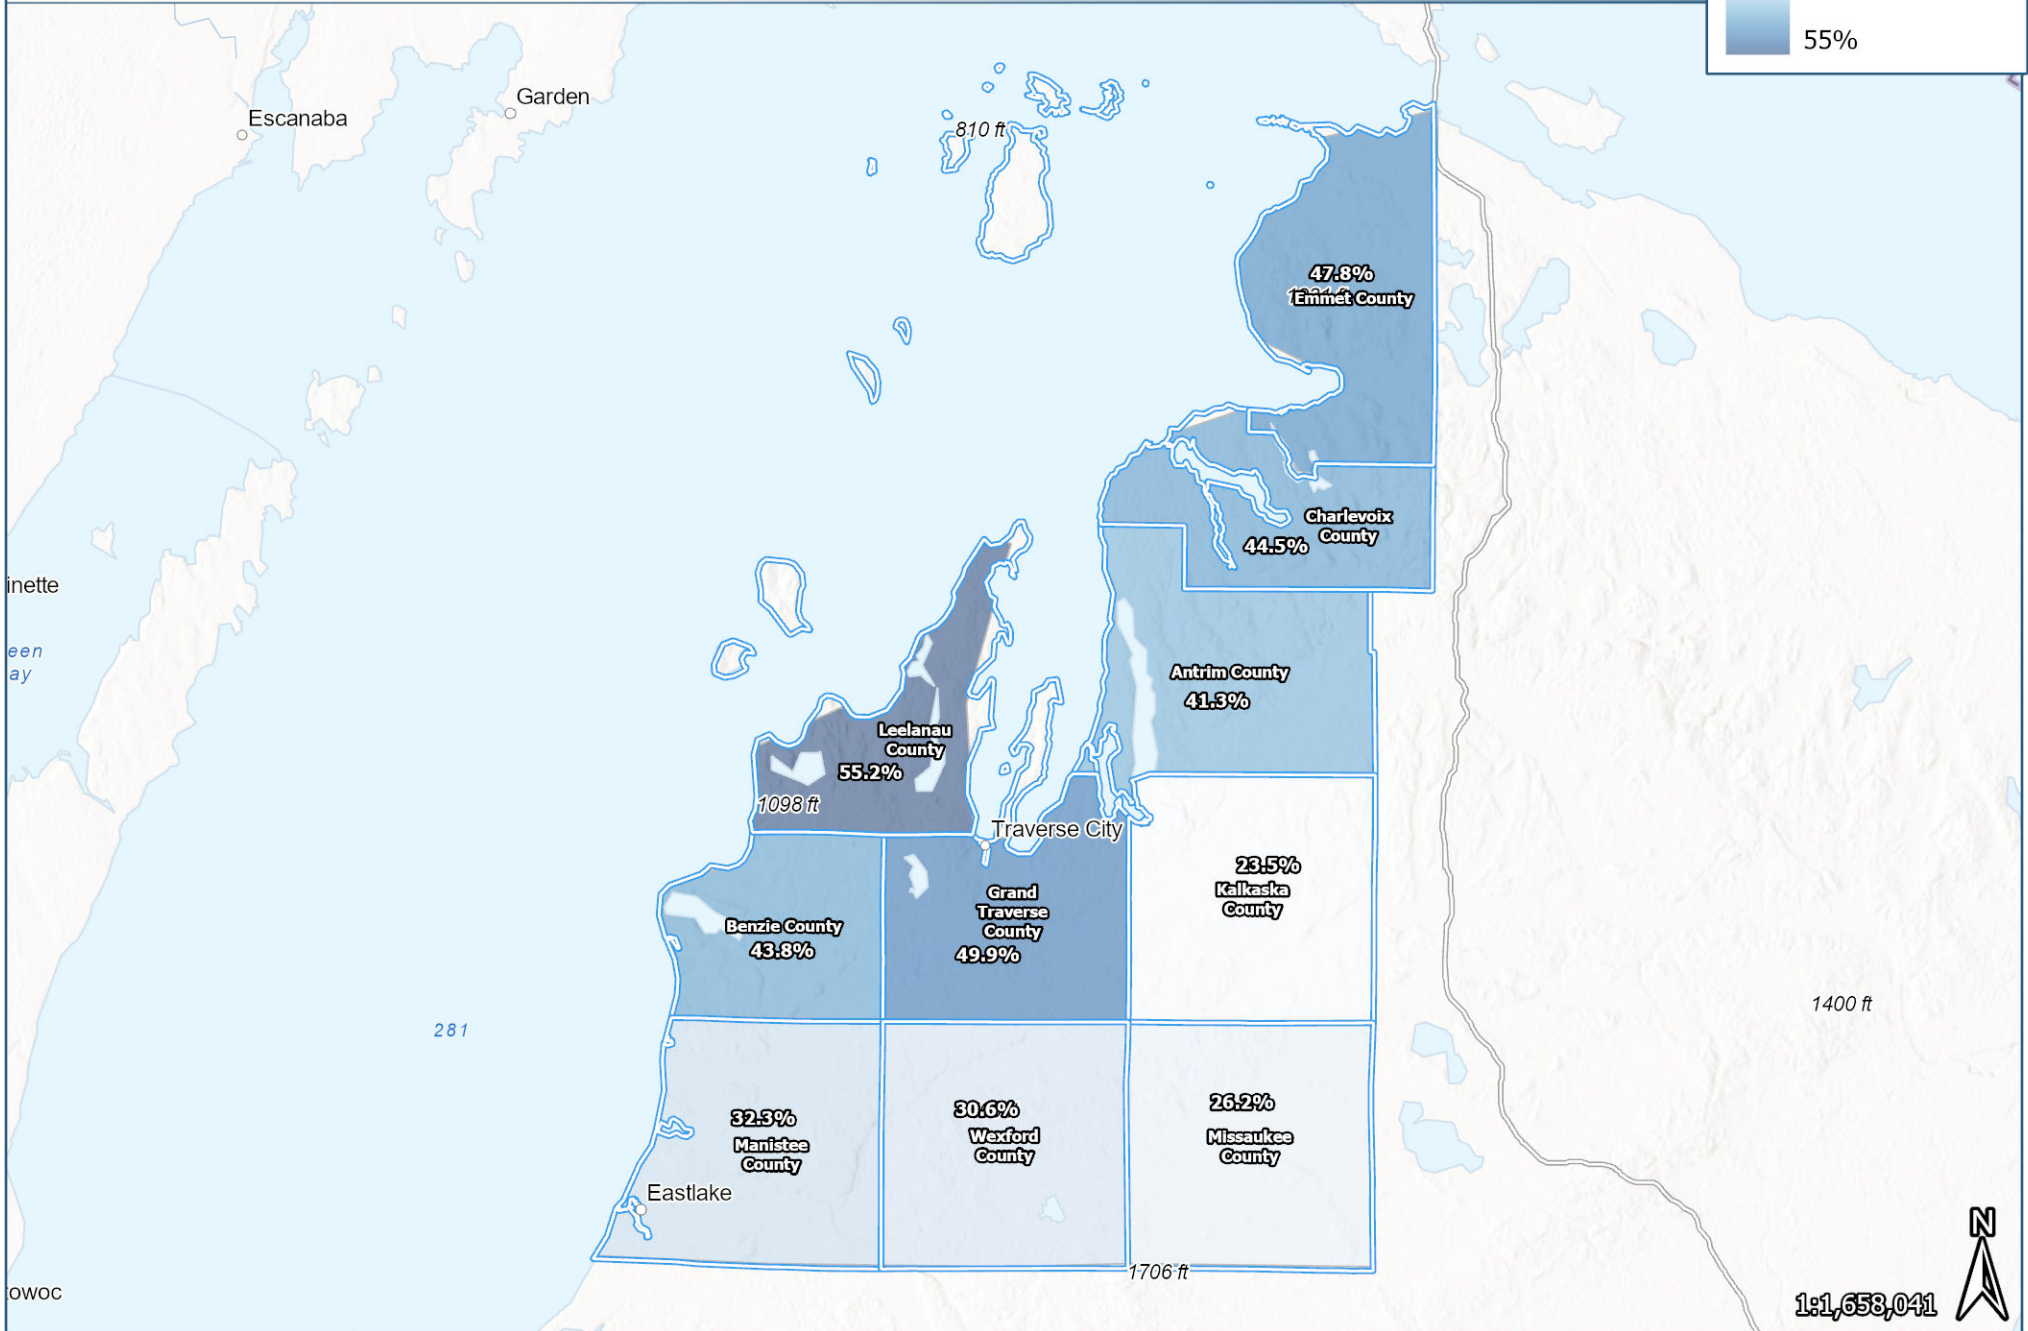 55%
Garden
Escanaba
810 ft
47.8%
Emmet County
Charlevoix
County
44.5%
inette
een
ay
Antrim County
41.3%
Leelanau
County
55.2%
1098 ft
Traverse City
23.5%
Kalkaska
County
Grand
Traverse
County
49.9%
Benzie County
43.8%
1400 ft
281
32.3%
Manistee
County
30.6%
Wexford
County
26.2%
Missaukee
County
Eastlake
1706 ft
owoc
N
1:1,658,041